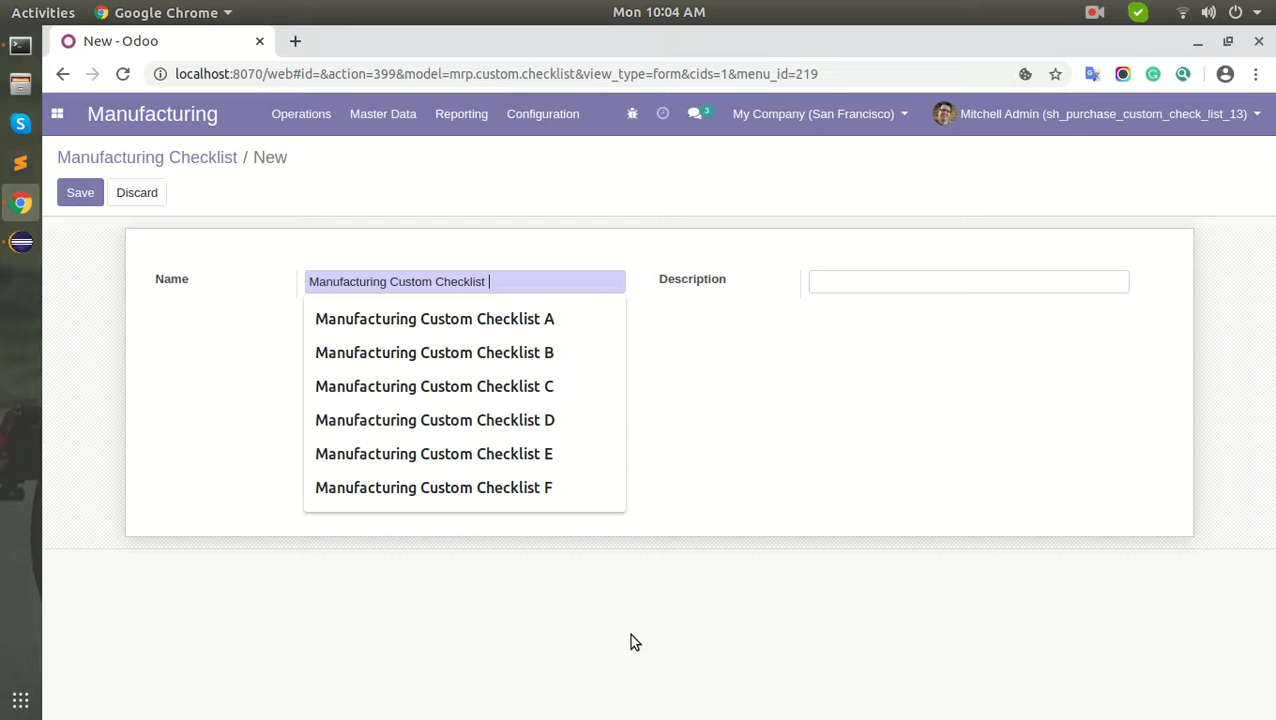 Activities
Google Chrome
Mon 10:04 AM
New - Odoo
localhost:8070/web#id=&action=399&model=mrp.custom.checklist&view_type=form&cids=1&menu_id=219
Manufacturing
Operations
Master Data
Reporting
Configuration
3
My Company (San Francisco)
Mitchell Admin (sh_purchase_custom_check_list_13)
Manufacturing Checklist / New
Save
Discard
Name
Manufacturing Custom Checklist
Description
Manufacturing Custom Checklist A
Manufacturing Custom Checklist B
Manufacturing Custom Checklist C
Manufacturing Custom Checklist D
Manufacturing Custom Checklist E
Manufacturing Custom Checklist F